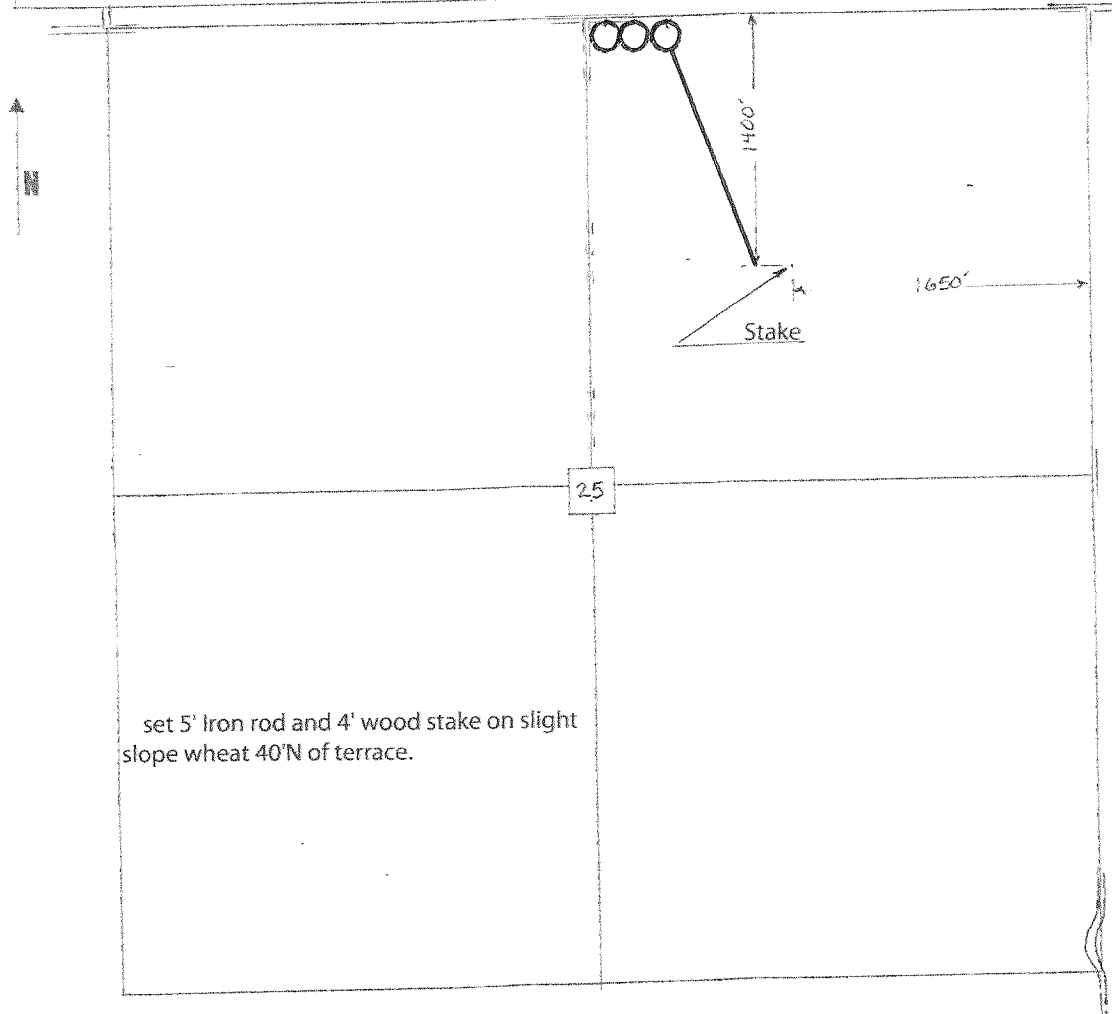 1400'
N
1650'
Stake
25
set 5' Iron rod and 4' wood stake on slight
slope wheat 40'N of terrace.